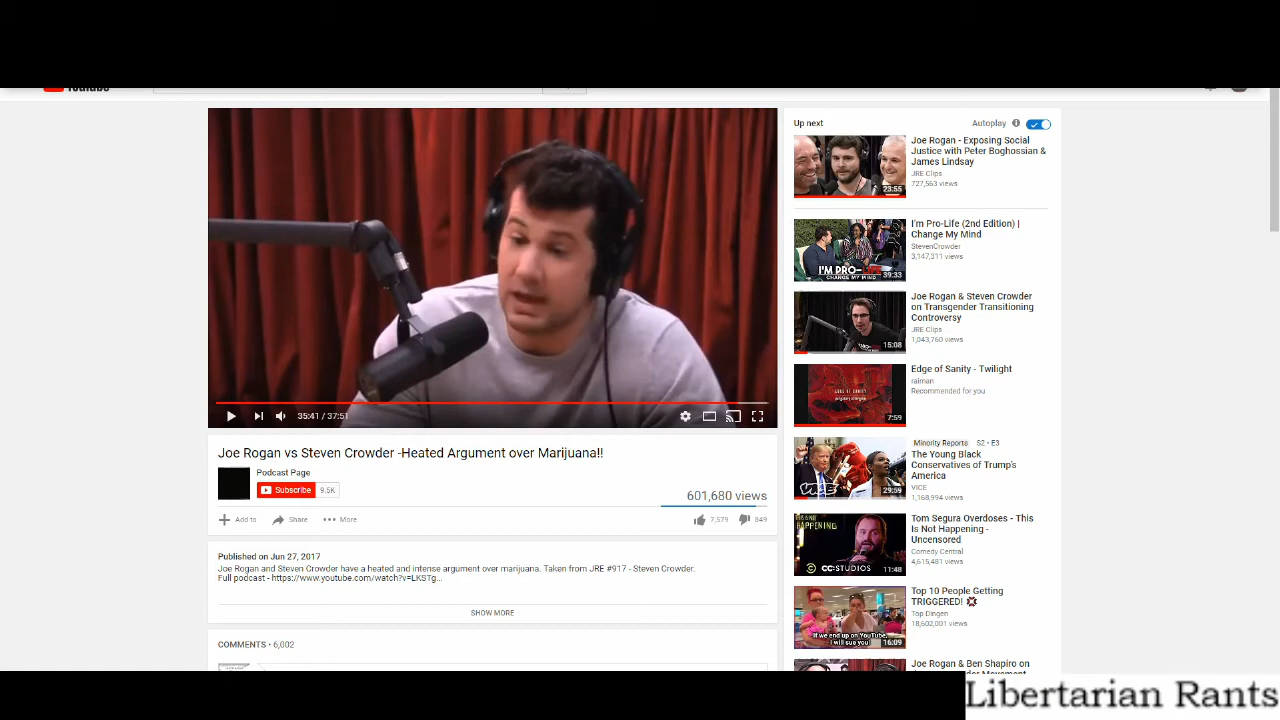 Up next
Autoplay
Joe Rogan - Exposing Social
Justice with Peter Boghossian &
James Lindsay
JRE Clips
727,563 views
23:55
I'm Pro-Life (2nd Edition) |
Change My Mind
StevenCrowder
3,147,311 views
I'M PRO-LIFE
CHANGE MY MIND
39:33
Joe Rogan & Steven Crowder
on Transgender Transitioning
Controversy
JRE Clips
1,043,760 views
15:08
Edge of Sanity - Twilight
raiman
Recommended for you
7:59
35:41 / 37:51
Joe Rogan vs Steven Crowder -Heated Argument over Marijuana!!
Podcast Page
Subscribe 9.5K
601,680 views
Add to Share More
7,579 849
Minority Reports S2 • E3
The Young Black
Conservatives of Trump's
America
VICE
1,168,994 views
VICE
29:59
Published on Jun 27, 2017
Joe Rogan and Steven Crowder have a heated and intense argument over marijuana. Taken from JRE #917 - Steven Crowder.
Full podcast - https://www.youtube.com/watch?v=LKSTg...
SHOW MORE
COMMENTS • 6,002
Tom Segura Overdoses - This
Is Not Happening -
Uncensored
Comedy Central
4,615,481 views
HAPPENING
CC:STUDIOS
11:48
Top 10 People Getting
TRIGGERED! 💢
Top Dingen
18,602,001 views
If we end up on YouTube,
I will sue you!
16:09
Joe Rogan & Ben Shapiro on
Libertarian Rants